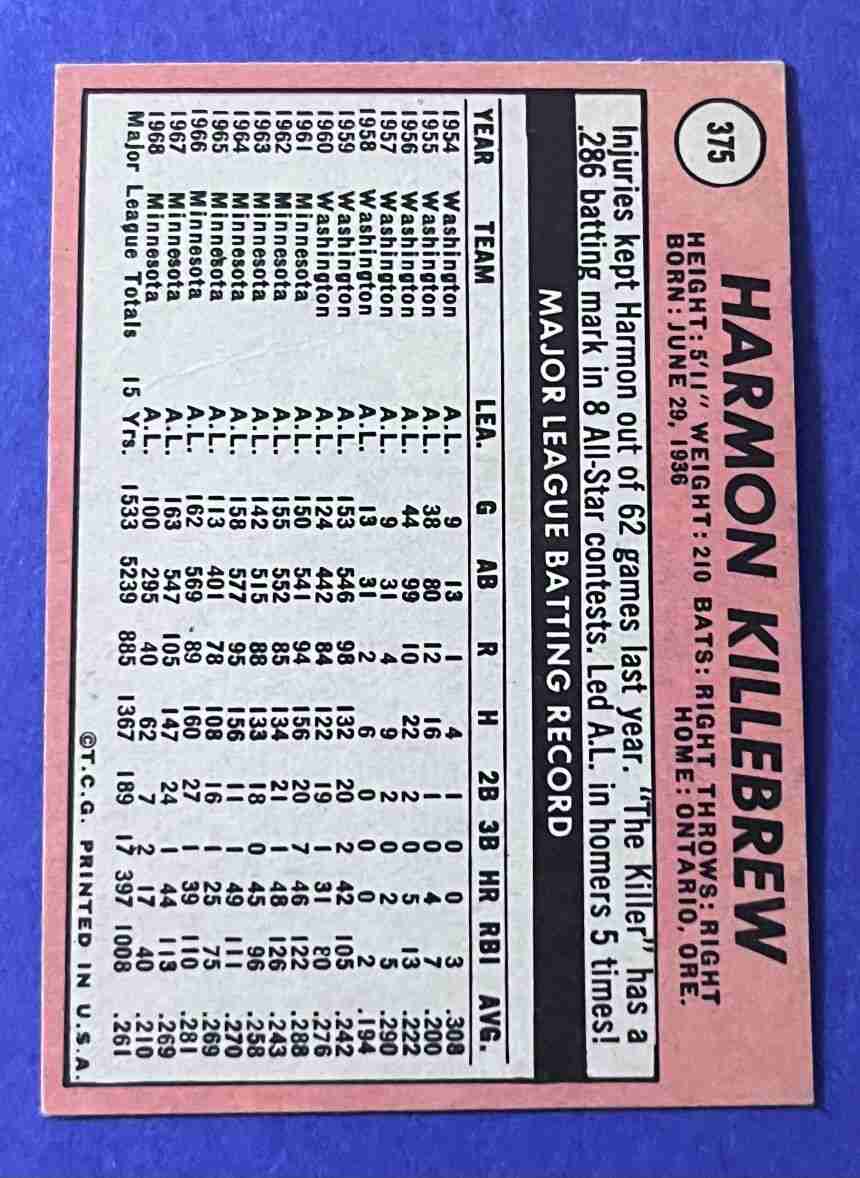 375
HARMON KILLEBREW
HEIGHT: 5'11" WEIGHT: 210 BATS: RIGHT THROWS: RIGHT
BORN: JUNE 29, 1936 HOME: ONTARIO, ORE.
Injuries kept Harmon out of 62 games last year. "The Killer" has a
.286 batting mark in 8 All-Star contests. Led A.L. in homers 5 times!
MAJOR LEAGUE BATTING RECORD
YEAR TEAM LEA. G AB R H 2B 3B HR RBI AVG.
1954 Washington A.L. 9 13 1 4 1 0 0 3 .308
1955 Washington A.L. 38 80 12 16 1 0 4 7 .200
1956 Washington A.L. 44 99 10 22 2 0 5 13 .222
1957 Washington A.L. 9 31 4 9 2 0 2 5 .290
1958 Washington A.L. 13 31 2 6 0 0 0 2 .194
1959 Washington A.L. 153 546 98 132 20 2 42 105 .242
1960 Washington A.L. 124 442 84 122 19 1 31 80 .276
1961 Minnesota A.L. 150 541 94 156 20 7 46 122 .288
1962 Minnesota A.L. 155 552 85 134 21 1 48 126 .243
1963 Minnesota A.L. 142 515 88 133 18 0 45 96 .258
1964 Minnesota A.L. 158 577 95 156 11 1 49 111 .270
1965 Minnesota A.L. 113 401 78 108 16 1 25 75 .269
1966 Minnesota A.L. 162 569 89 160 27 1 39 110 .281
1967 Minnesota A.L. 163 547 105 147 24 1 44 113 .269
1968 Minnesota A.L. 100 295 40 62 7 2 17 40 .210
Major League Totals 15 Yrs. 1533 5239 885 1367 189 17 397 1008 .261
©T.C.G. PRINTED IN U.S.A.